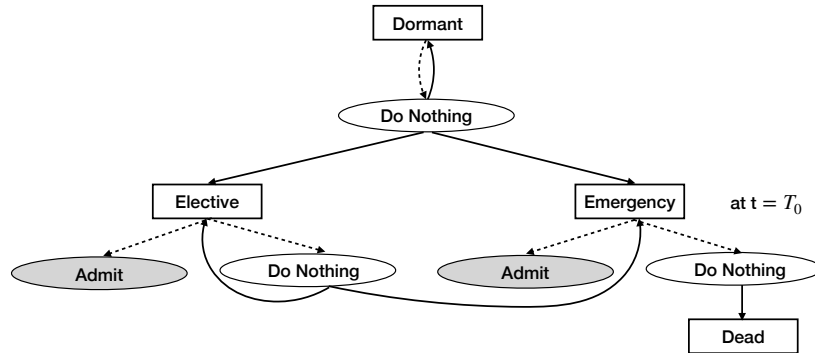 Dormant
Do Nothing
Elective
Emergency
at t = T₀
Admit
Do Nothing
Admit
Do Nothing
Dead